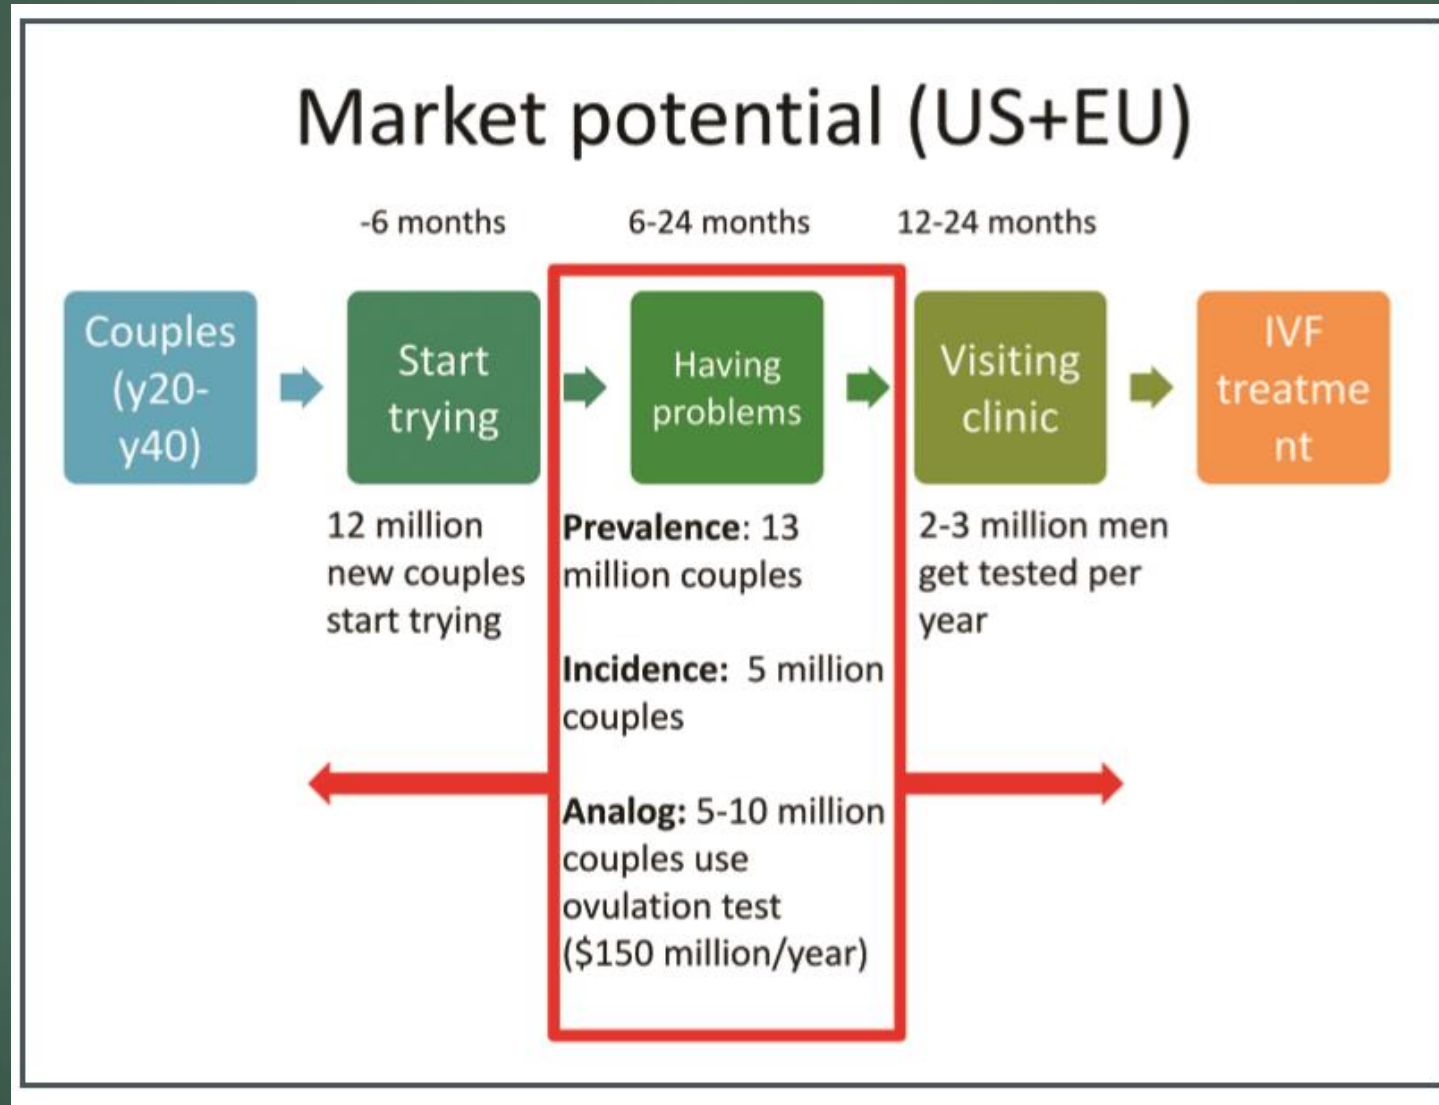 Market potential (US+EU)
-6 months
6-24 months
12-24 months
Couples
(y20-
y40)
Start
trying
Having
problems
Visiting
clinic
IVF
treatme
nt
12 million
new couples
start trying
Prevalence: 13
million couples
Incidence:  5 million
couples
Analog: 5-10 million
couples use
ovulation test
($150 million/year)
2-3 million men
get tested per
year